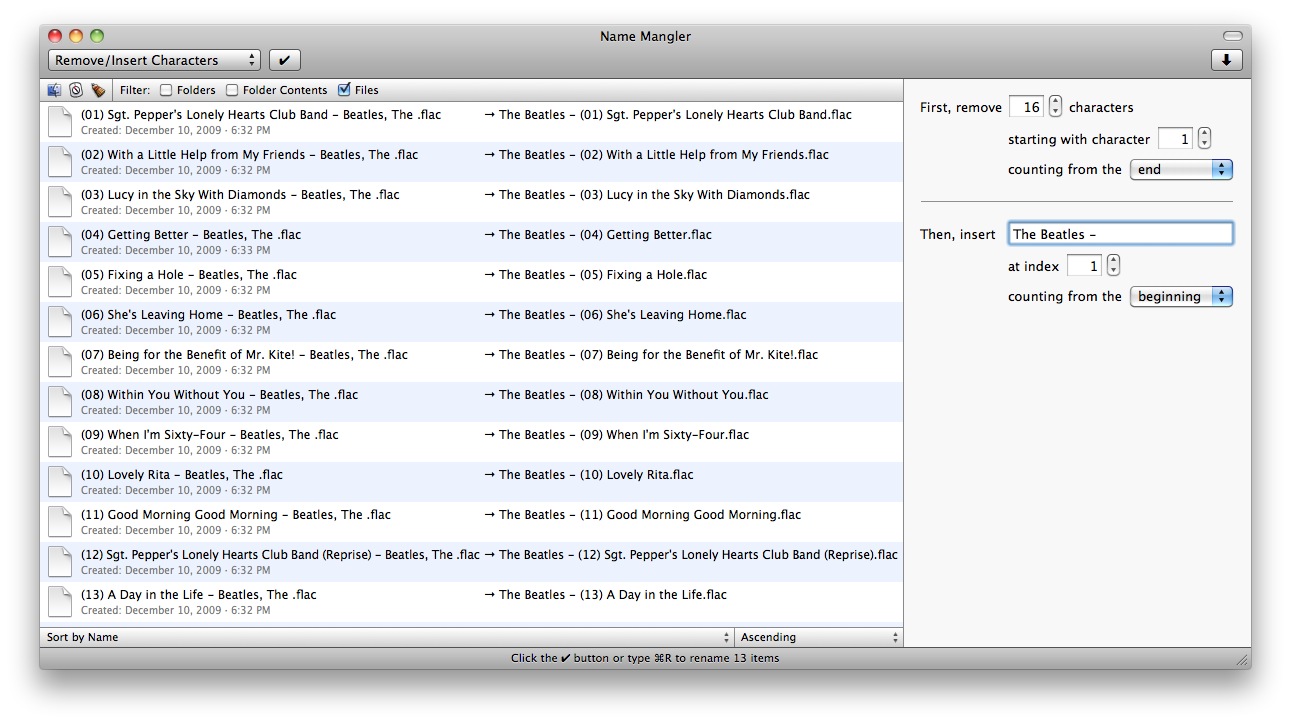 Name Mangler
Remove/Insert Characters ✔
Filter: Folders Folder Contents Files
(01) Sgt. Pepper's Lonely Hearts Club Band – Beatles, The .flac → The Beatles – (01) Sgt. Pepper's Lonely Hearts Club Band.flac
Created: December 10, 2009 - 6:32 PM
(02) With a Little Help from My Friends – Beatles, The .flac → The Beatles – (02) With a Little Help from My Friends.flac
Created: December 10, 2009 - 6:32 PM
(03) Lucy in the Sky With Diamonds – Beatles, The .flac → The Beatles – (03) Lucy in the Sky With Diamonds.flac
Created: December 10, 2009 - 6:32 PM
(04) Getting Better – Beatles, The .flac → The Beatles – (04) Getting Better.flac
Created: December 10, 2009 - 6:33 PM
(05) Fixing a Hole – Beatles, The .flac → The Beatles – (05) Fixing a Hole.flac
Created: December 10, 2009 - 6:32 PM
(06) She's Leaving Home – Beatles, The .flac → The Beatles – (06) She's Leaving Home.flac
Created: December 10, 2009 - 6:32 PM
(07) Being for the Benefit of Mr. Kite! – Beatles, The .flac → The Beatles – (07) Being for the Benefit of Mr. Kite!.flac
Created: December 10, 2009 - 6:32 PM
(08) Within You Without You – Beatles, The .flac → The Beatles – (08) Within You Without You.flac
Created: December 10, 2009 - 6:32 PM
(09) When I'm Sixty-Four – Beatles, The .flac → The Beatles – (09) When I'm Sixty-Four.flac
Created: December 10, 2009 - 6:32 PM
(10) Lovely Rita – Beatles, The .flac → The Beatles – (10) Lovely Rita.flac
Created: December 10, 2009 - 6:32 PM
(11) Good Morning Good Morning – Beatles, The .flac → The Beatles – (11) Good Morning Good Morning.flac
Created: December 10, 2009 - 6:32 PM
(12) Sgt. Pepper's Lonely Hearts Club Band (Reprise) – Beatles, The .flac → The Beatles – (12) Sgt. Pepper's Lonely Hearts Club Band (Reprise).flac
Created: December 10, 2009 - 6:32 PM
(13) A Day in the Life – Beatles, The .flac → The Beatles – (13) A Day in the Life.flac
Created: December 10, 2009 - 6:32 PM
Sort by Name Ascending
First, remove 16 characters
starting with character 1
counting from the end
Then, insert The Beatles –
at index 1
counting from the beginning
Click the ✔ button or type ⌘R to rename 13 items